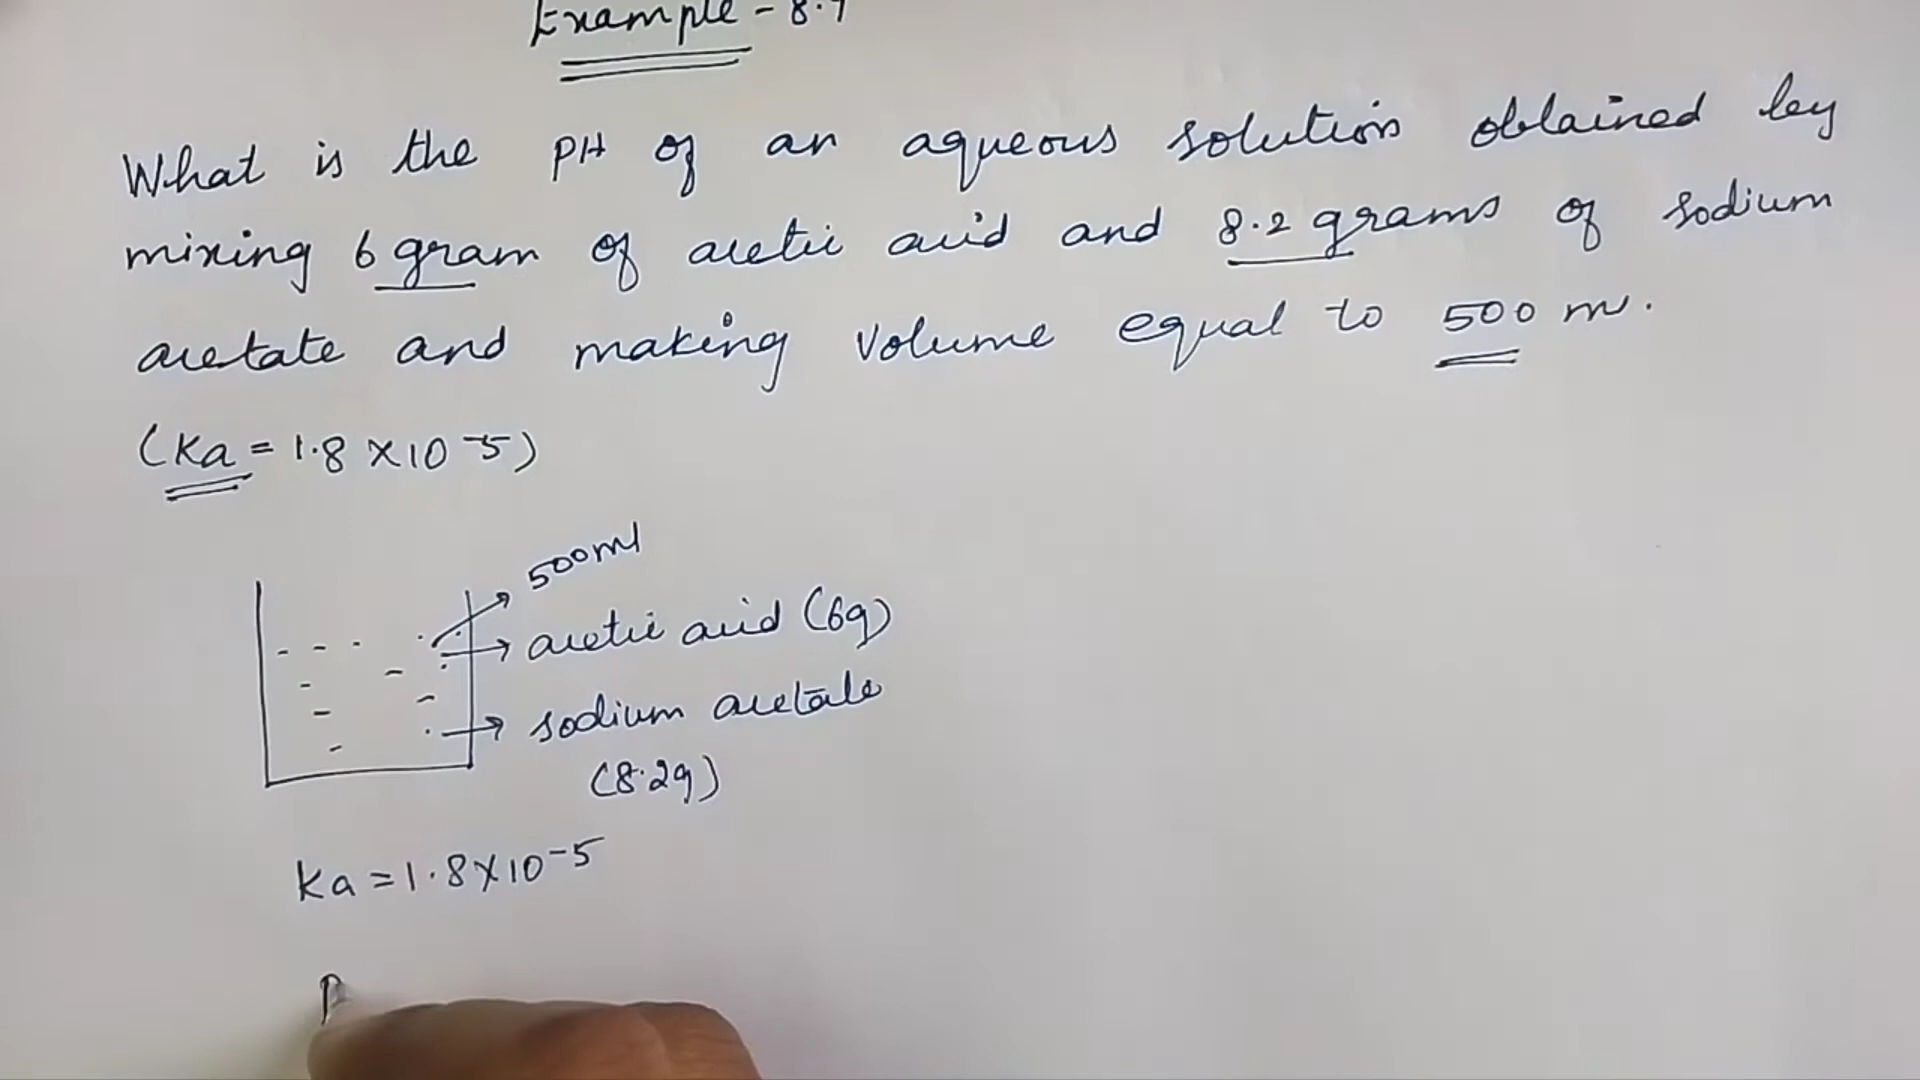 Example - 8.7
What is the PH of an aqueous solution obtained by
mixing 6 gram of acetic acid and 8.2 grams of sodium
acetate and making volume equal to 500 ml.
(Ka = 1.8 × 10 -5)
500ml
acetic acid (6g)
sodium acetate
(8.2g)
Ka = 1.8 × 10-5
P